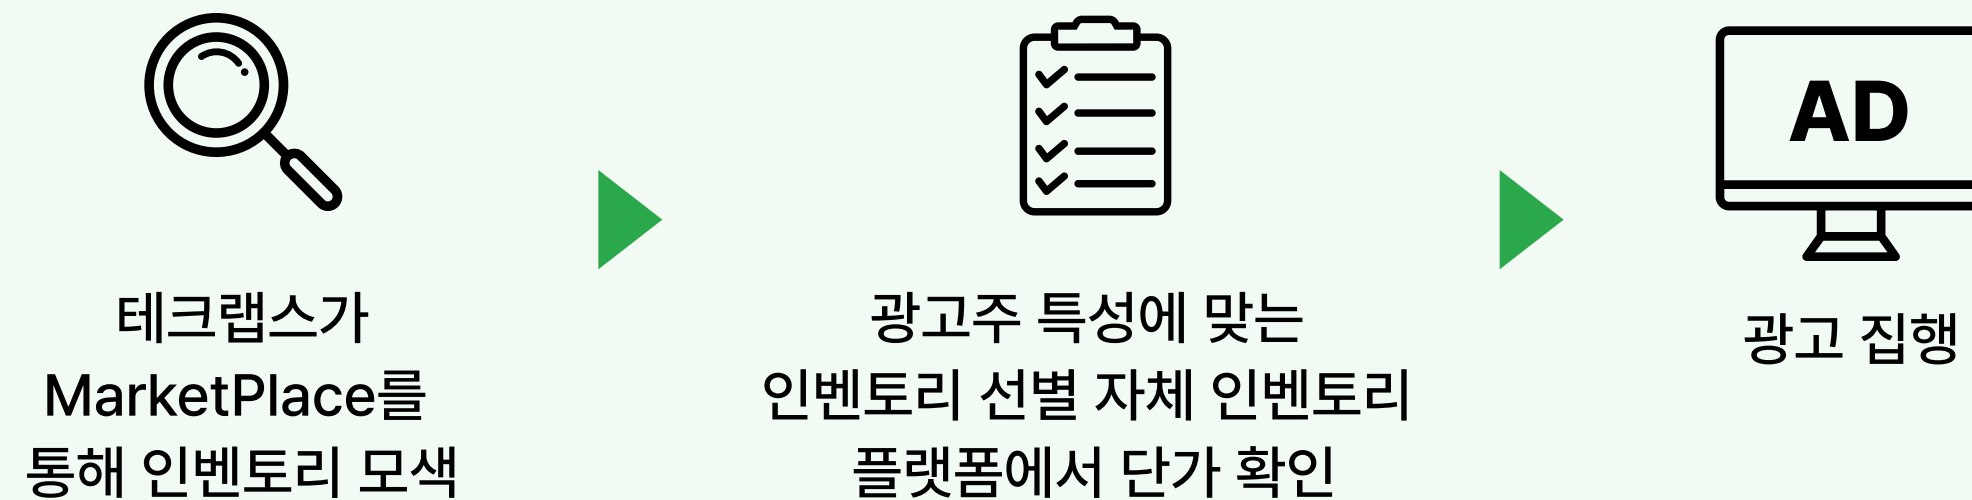 테크랩스가
MarketPlace를
통해 인벤토리 모색
광고주 특성에 맞는
인벤토리 선별 자체 인벤토리
플랫폼에서 단가 확인
AD
광고 집행